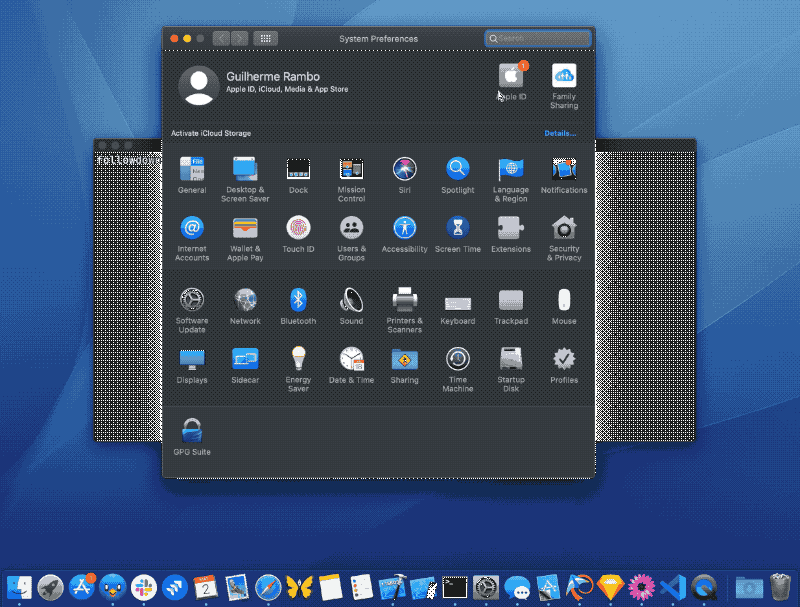 System Preferences
Search
Guilherme Rambo
Apple ID, iCloud, Media & App Store
1
Apple ID
Family
Sharing
Activate iCloud Storage
Details...
followdown
General
Desktop &
Screen Saver
Dock
Mission
Control
Siri
Spotlight
Language
& Region
Notifications
Internet
Accounts
Wallet &
Apple Pay
Touch ID
Users &
Groups
Accessibility
Screen Time
Extensions
Security
& Privacy
Software
Update
Network
Bluetooth
Sound
Printers &
Scanners
Keyboard
Trackpad
Mouse
Displays
Sidecar
Energy
Saver
Date & Time
Sharing
Time
Machine
Startup
Disk
Profiles
GPG Suite
2